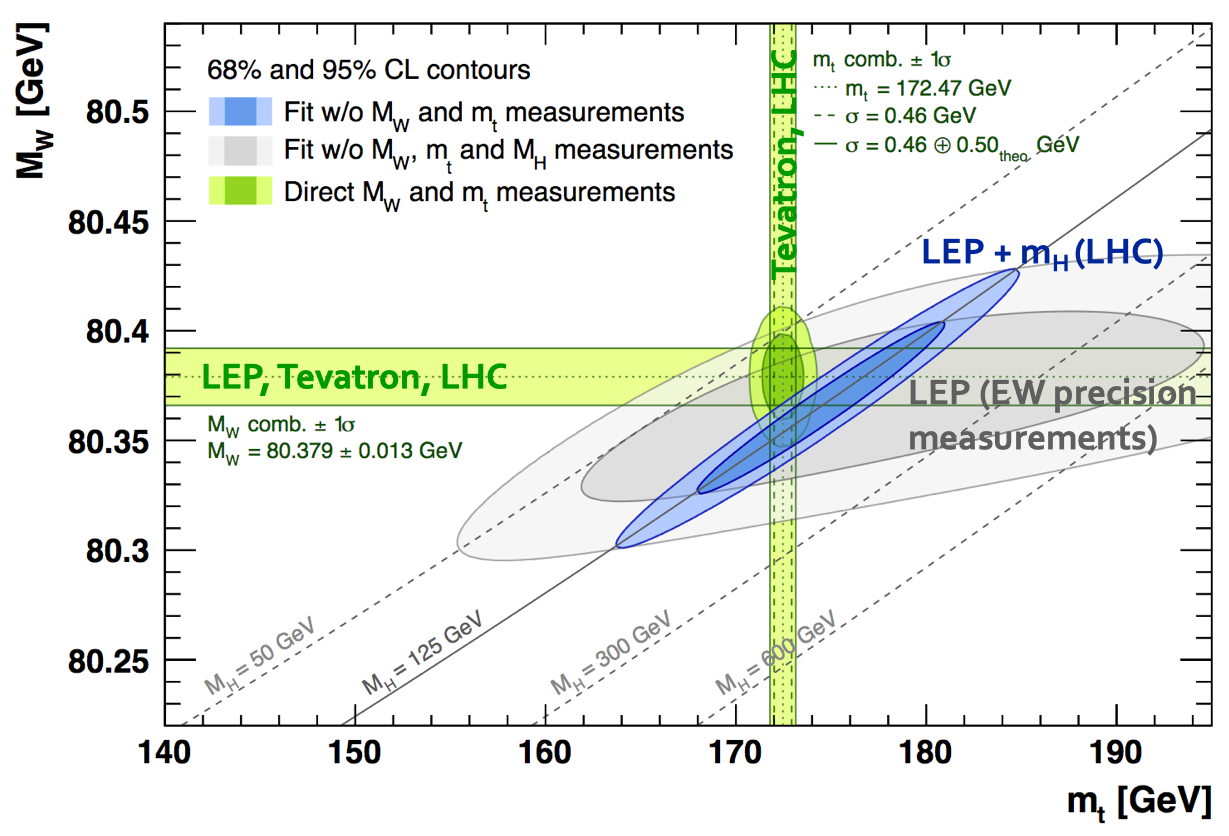 M_W [GeV]
80.5
80.45
80.4
80.35
80.3
80.25
68% and 95% CL contours
Fit w/o M_W and m_t measurements
Fit w/o M_W, m_t and M_H measurements
Direct M_W and m_t measurements
Tevatron, LHC
m_t comb. ± 1σ
m_t = 172.47 GeV
σ = 0.46 GeV
σ = 0.46 ⊕ 0.50_theo GeV
LEP + m_H (LHC)
LEP, Tevatron, LHC
LEP (EW precision
measurements)
M_W comb. ± 1σ
M_W = 80.379 ± 0.013 GeV
M_H = 50 GeV
M_H = 125 GeV
M_H = 300 GeV
M_H = 600 GeV
140 150 160 170 180 190
m_t [GeV]